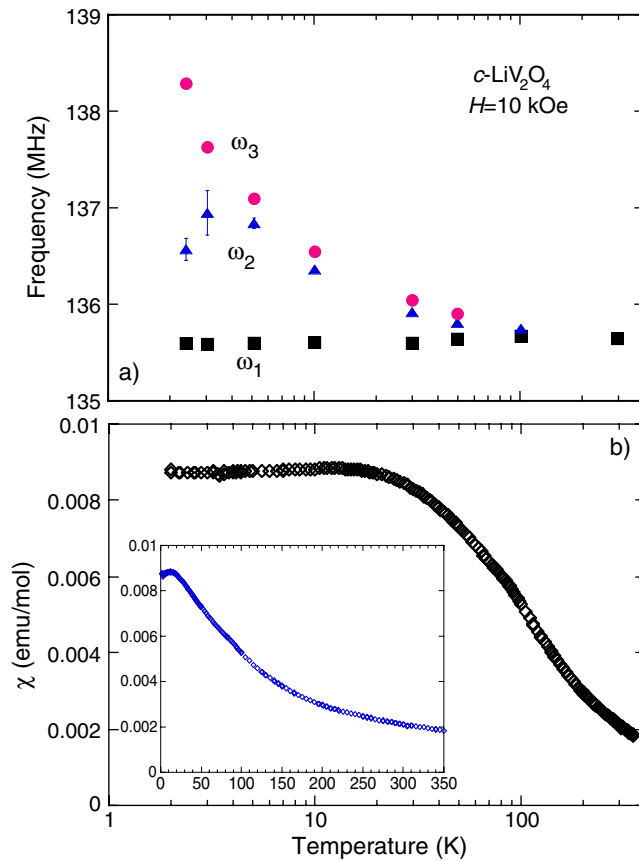 139
138
137
136
135
Frequency (MHz)
c-LiV₂O₄
H=10 kOe
ω₃
ω₂
ω₁
a)
0.01
0.008
0.006
0.004
0.002
0
χ (emu/mol)
b)
0.01
0.008
0.006
0.004
0.002
0
0 50 100 150 200 250 300 350
1 10 100
Temperature (K)